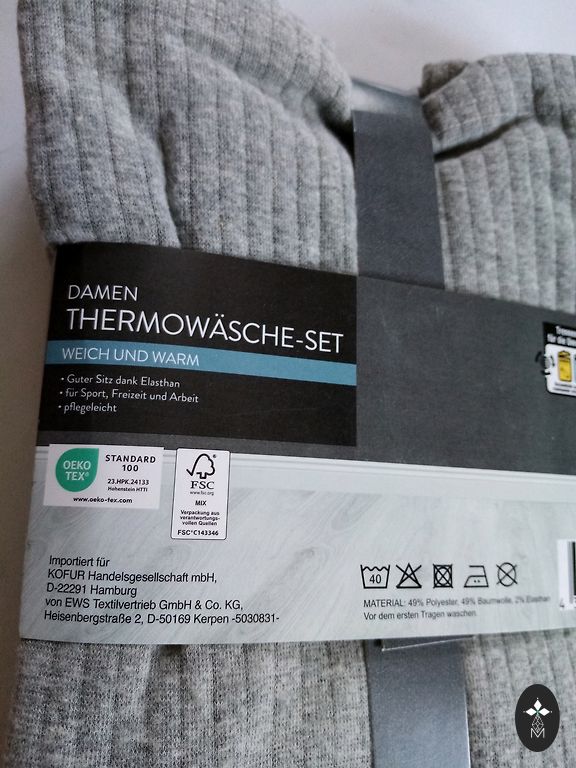 DAMEN
THERMOWÄSCHE-SET
WEICH UND WARM
• Guter Sitz dank Elasthan
• für Sport, Freizeit und Arbeit
• pflegeleicht
OEKO
TEX®
STANDARD
100
23.HPK.24133
Hohenstein HTTI
www.oeko-tex.com
FSC
www.fsc.org
MIX
Verpackung aus
verantwortungs-
vollen Quellen
FSC® C143346
für die
Importiert für
KOFUR Handelsgesellschaft mbH,
D-22291 Hamburg
von EWS Textilvertrieb GmbH & Co. KG,
Heisenbergstraße 2, D-50169 Kerpen -5030831-
40
MATERIAL: 49% Polyester, 49% Baumwolle, 2% Elasthan
Vor dem ersten Tragen waschen.
4
M